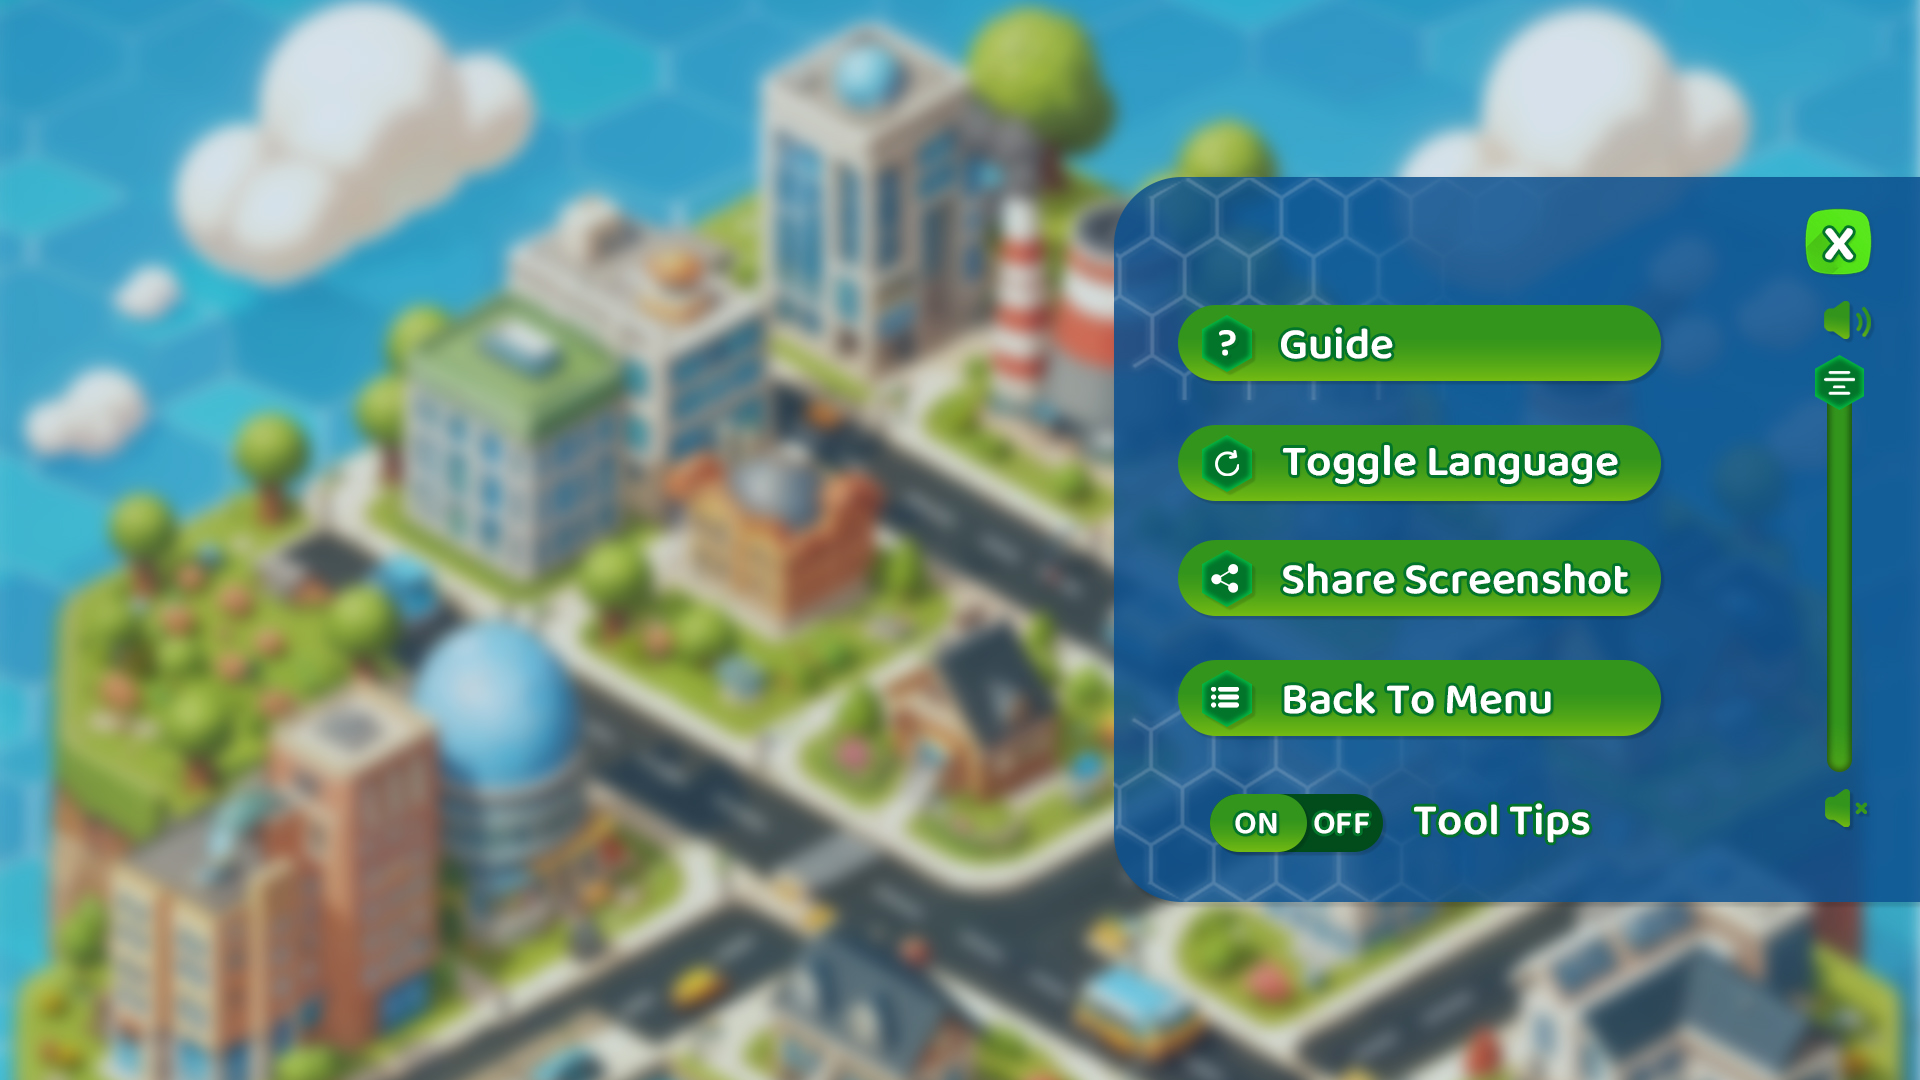 X
? Guide
Toggle Language
Share Screenshot
Back To Menu
ON OFF Tool Tips